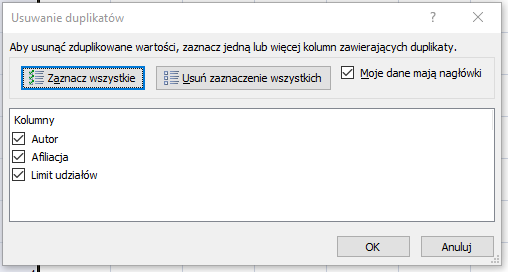 Usuwanie duplikatów
Aby usunąć zduplikowane wartości, zaznacz jedną lub więcej kolumn zawierających duplikaty.
Zaznacz wszystkie
Usuń zaznaczenie wszystkich
Moje dane mają nagłówki
Kolumny
Autor
Afiliacja
Limit udziałów
OK
Anuluj